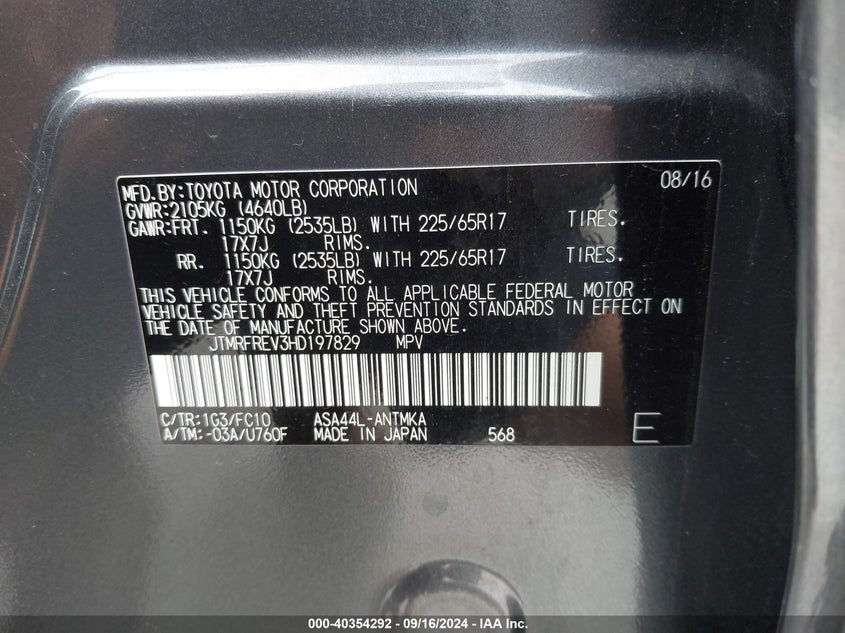 MFD.BY:TOYOTA MOTOR CORPORATION 08/16
GVWR:2105KG (4640LB)
GAWR:FRT. 1150KG (2535LB) WITH 225/65R17 TIRES.
17X7J RIMS.
RR. 1150KG (2535LB) WITH 225/65R17 TIRES.
17X7J RIMS.
THIS VEHICLE CONFORMS TO ALL APPLICABLE FEDERAL MOTOR
VEHICLE SAFETY AND THEFT PREVENTION STANDARDS IN EFFECT ON
THE DATE OF MANUFACTURE SHOWN ABOVE.
JTMRFREV3HD197829 MPV
C/TR:1G3/FC10 ASA44L-ANTMKA
A/TM:-03A/U760F MADE IN JAPAN 568 E
000-40354292 - 09/16/2024 - IAA Inc.